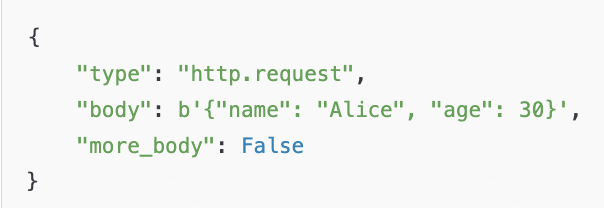 {
    "type": "http.request",
    "body": b'{"name": "Alice", "age": 30}',
    "more_body": False
}